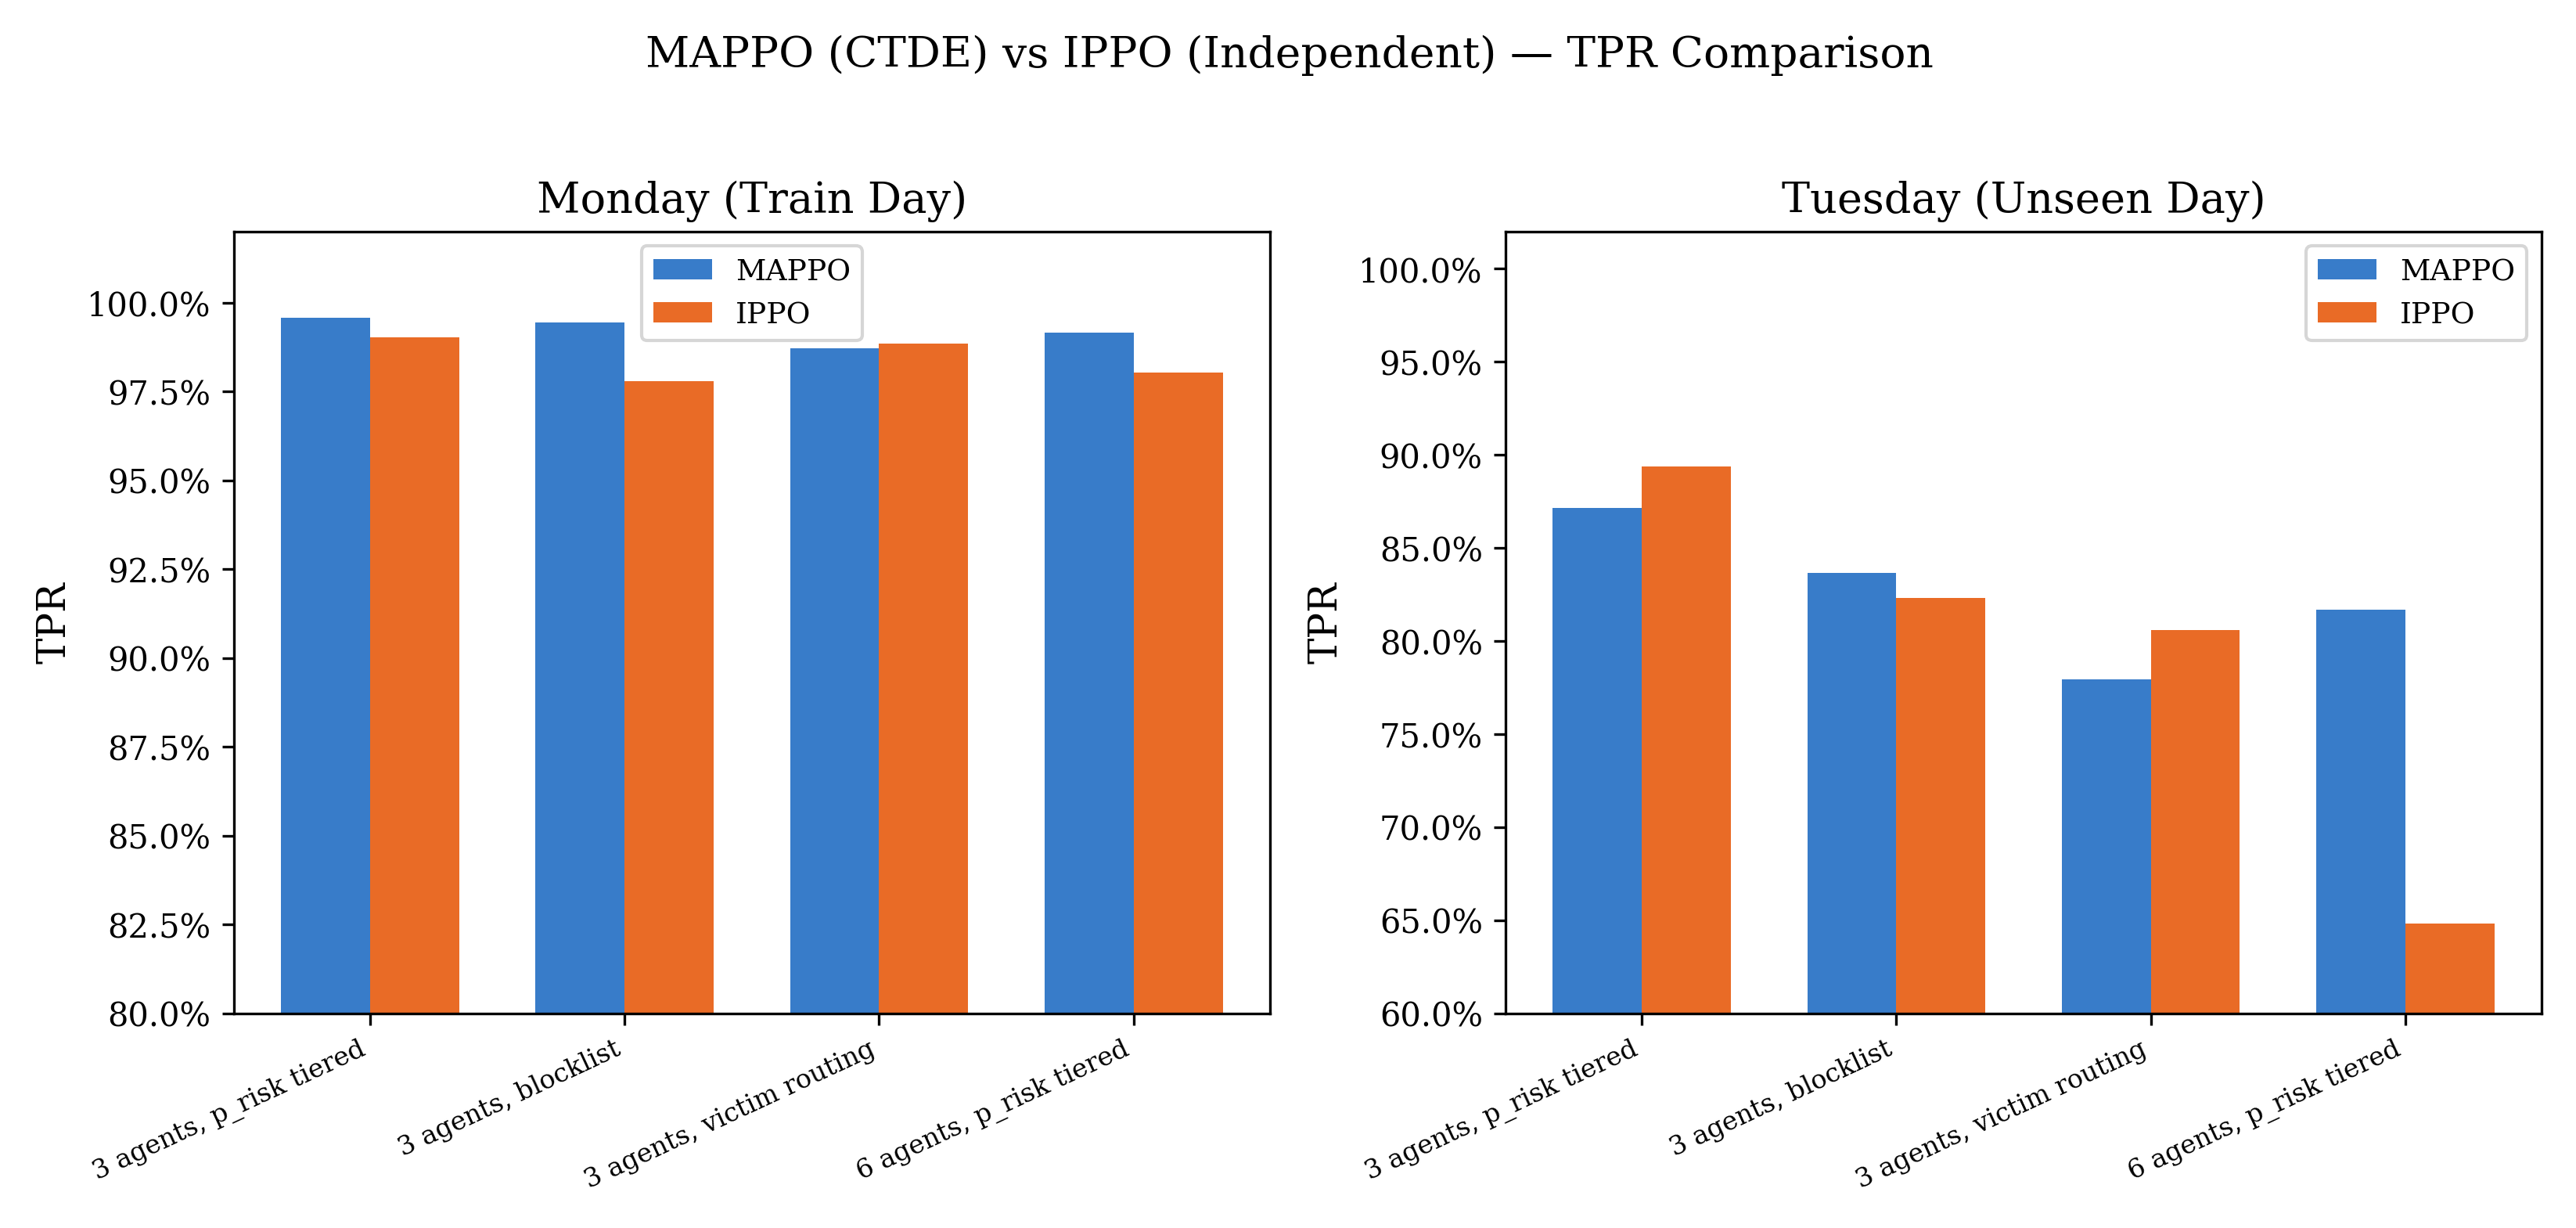 MAPPO (CTDE) vs IPPO (Independent) — TPR Comparison
Monday (Train Day)
MAPPO
IPPO
TPR
100.0%
97.5%
95.0%
92.5%
90.0%
87.5%
85.0%
82.5%
80.0%
3 agents, p_risk tiered
3 agents, blocklist
3 agents, victim routing
6 agents, p_risk tiered
Tuesday (Unseen Day)
MAPPO
IPPO
TPR
100.0%
95.0%
90.0%
85.0%
80.0%
75.0%
70.0%
65.0%
60.0%
3 agents, p_risk tiered
3 agents, blocklist
3 agents, victim routing
6 agents, p_risk tiered